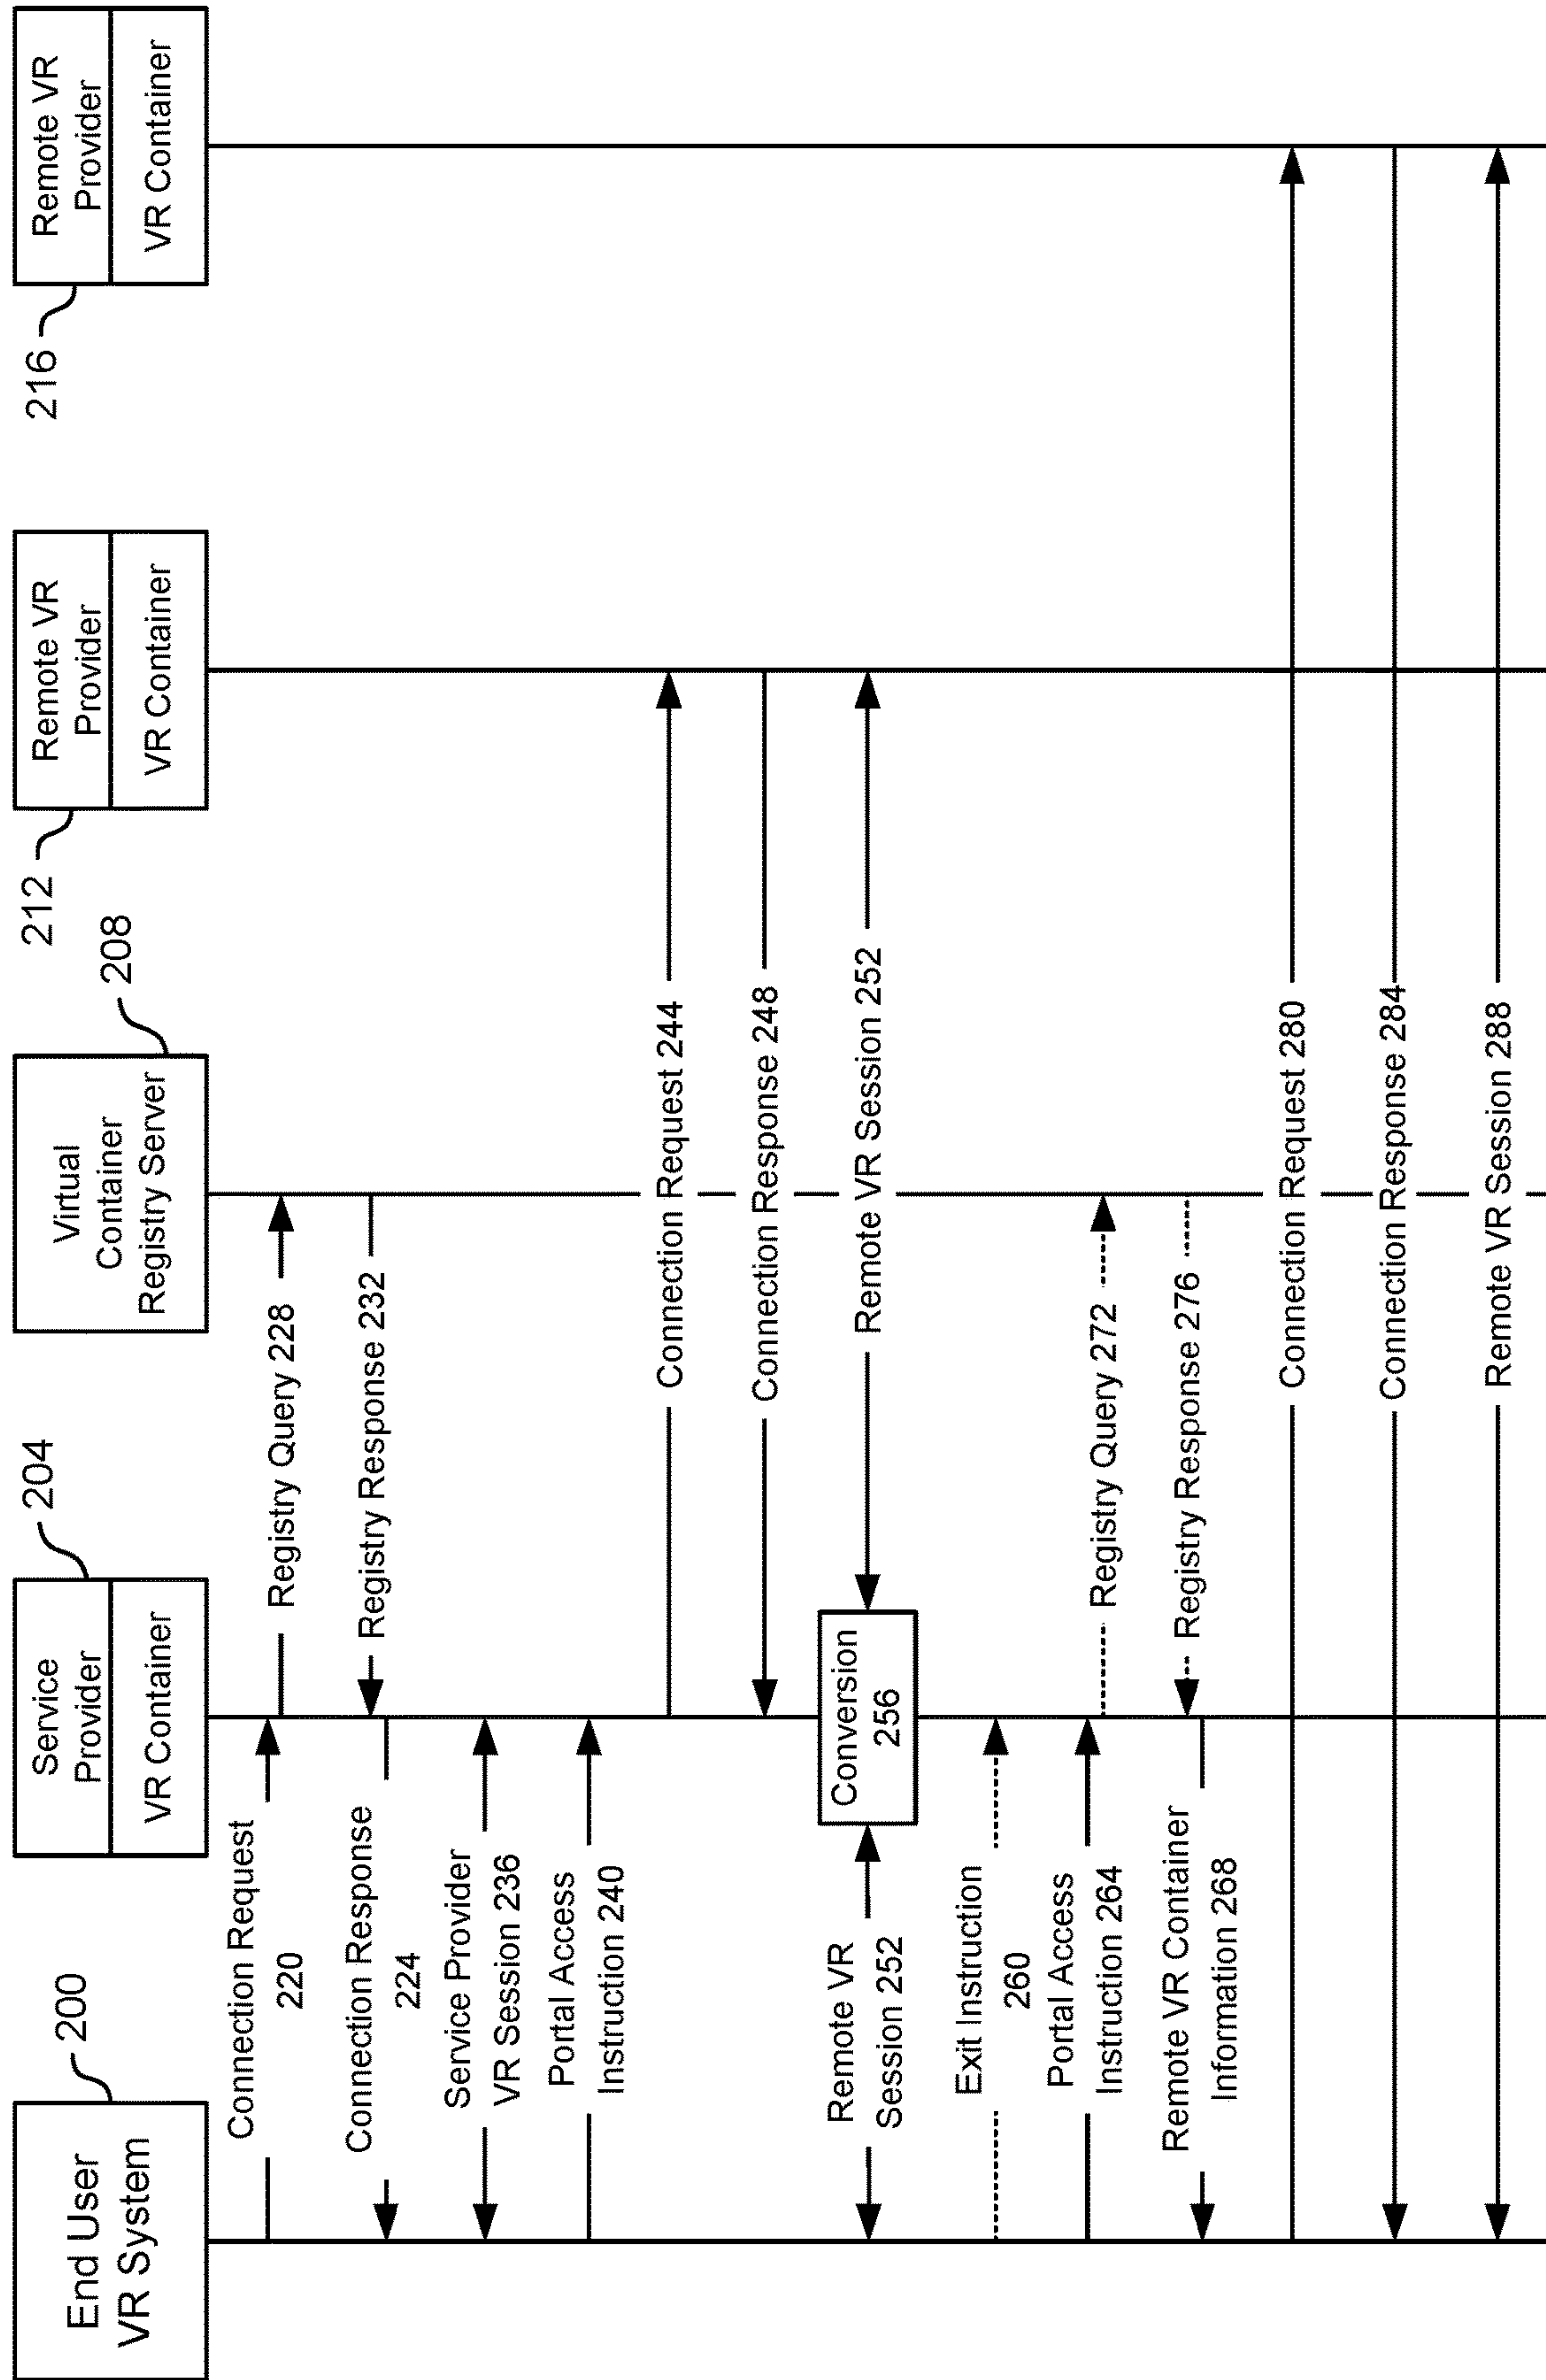 End User
VR System
200
Service
Provider
VR Container
204
Virtual
Container
Registry Server
208
Remote VR
Provider
VR Container
212
Remote VR
Provider
VR Container
216
Connection Request
220
Registry Query 228
Registry Response 232
Connection Response
224
Service Provider
VR Session 236
Portal Access
Instruction 240
Connection Request 244
Connection Response 248
Remote VR
Session 252
Conversion
256
Remote VR Session 252
Exit Instruction
260
Portal Access
Instruction 264
Registry Query 272
Registry Response 276
Remote VR Container
Information 268
Connection Request 280
Connection Response 284
Remote VR Session 288